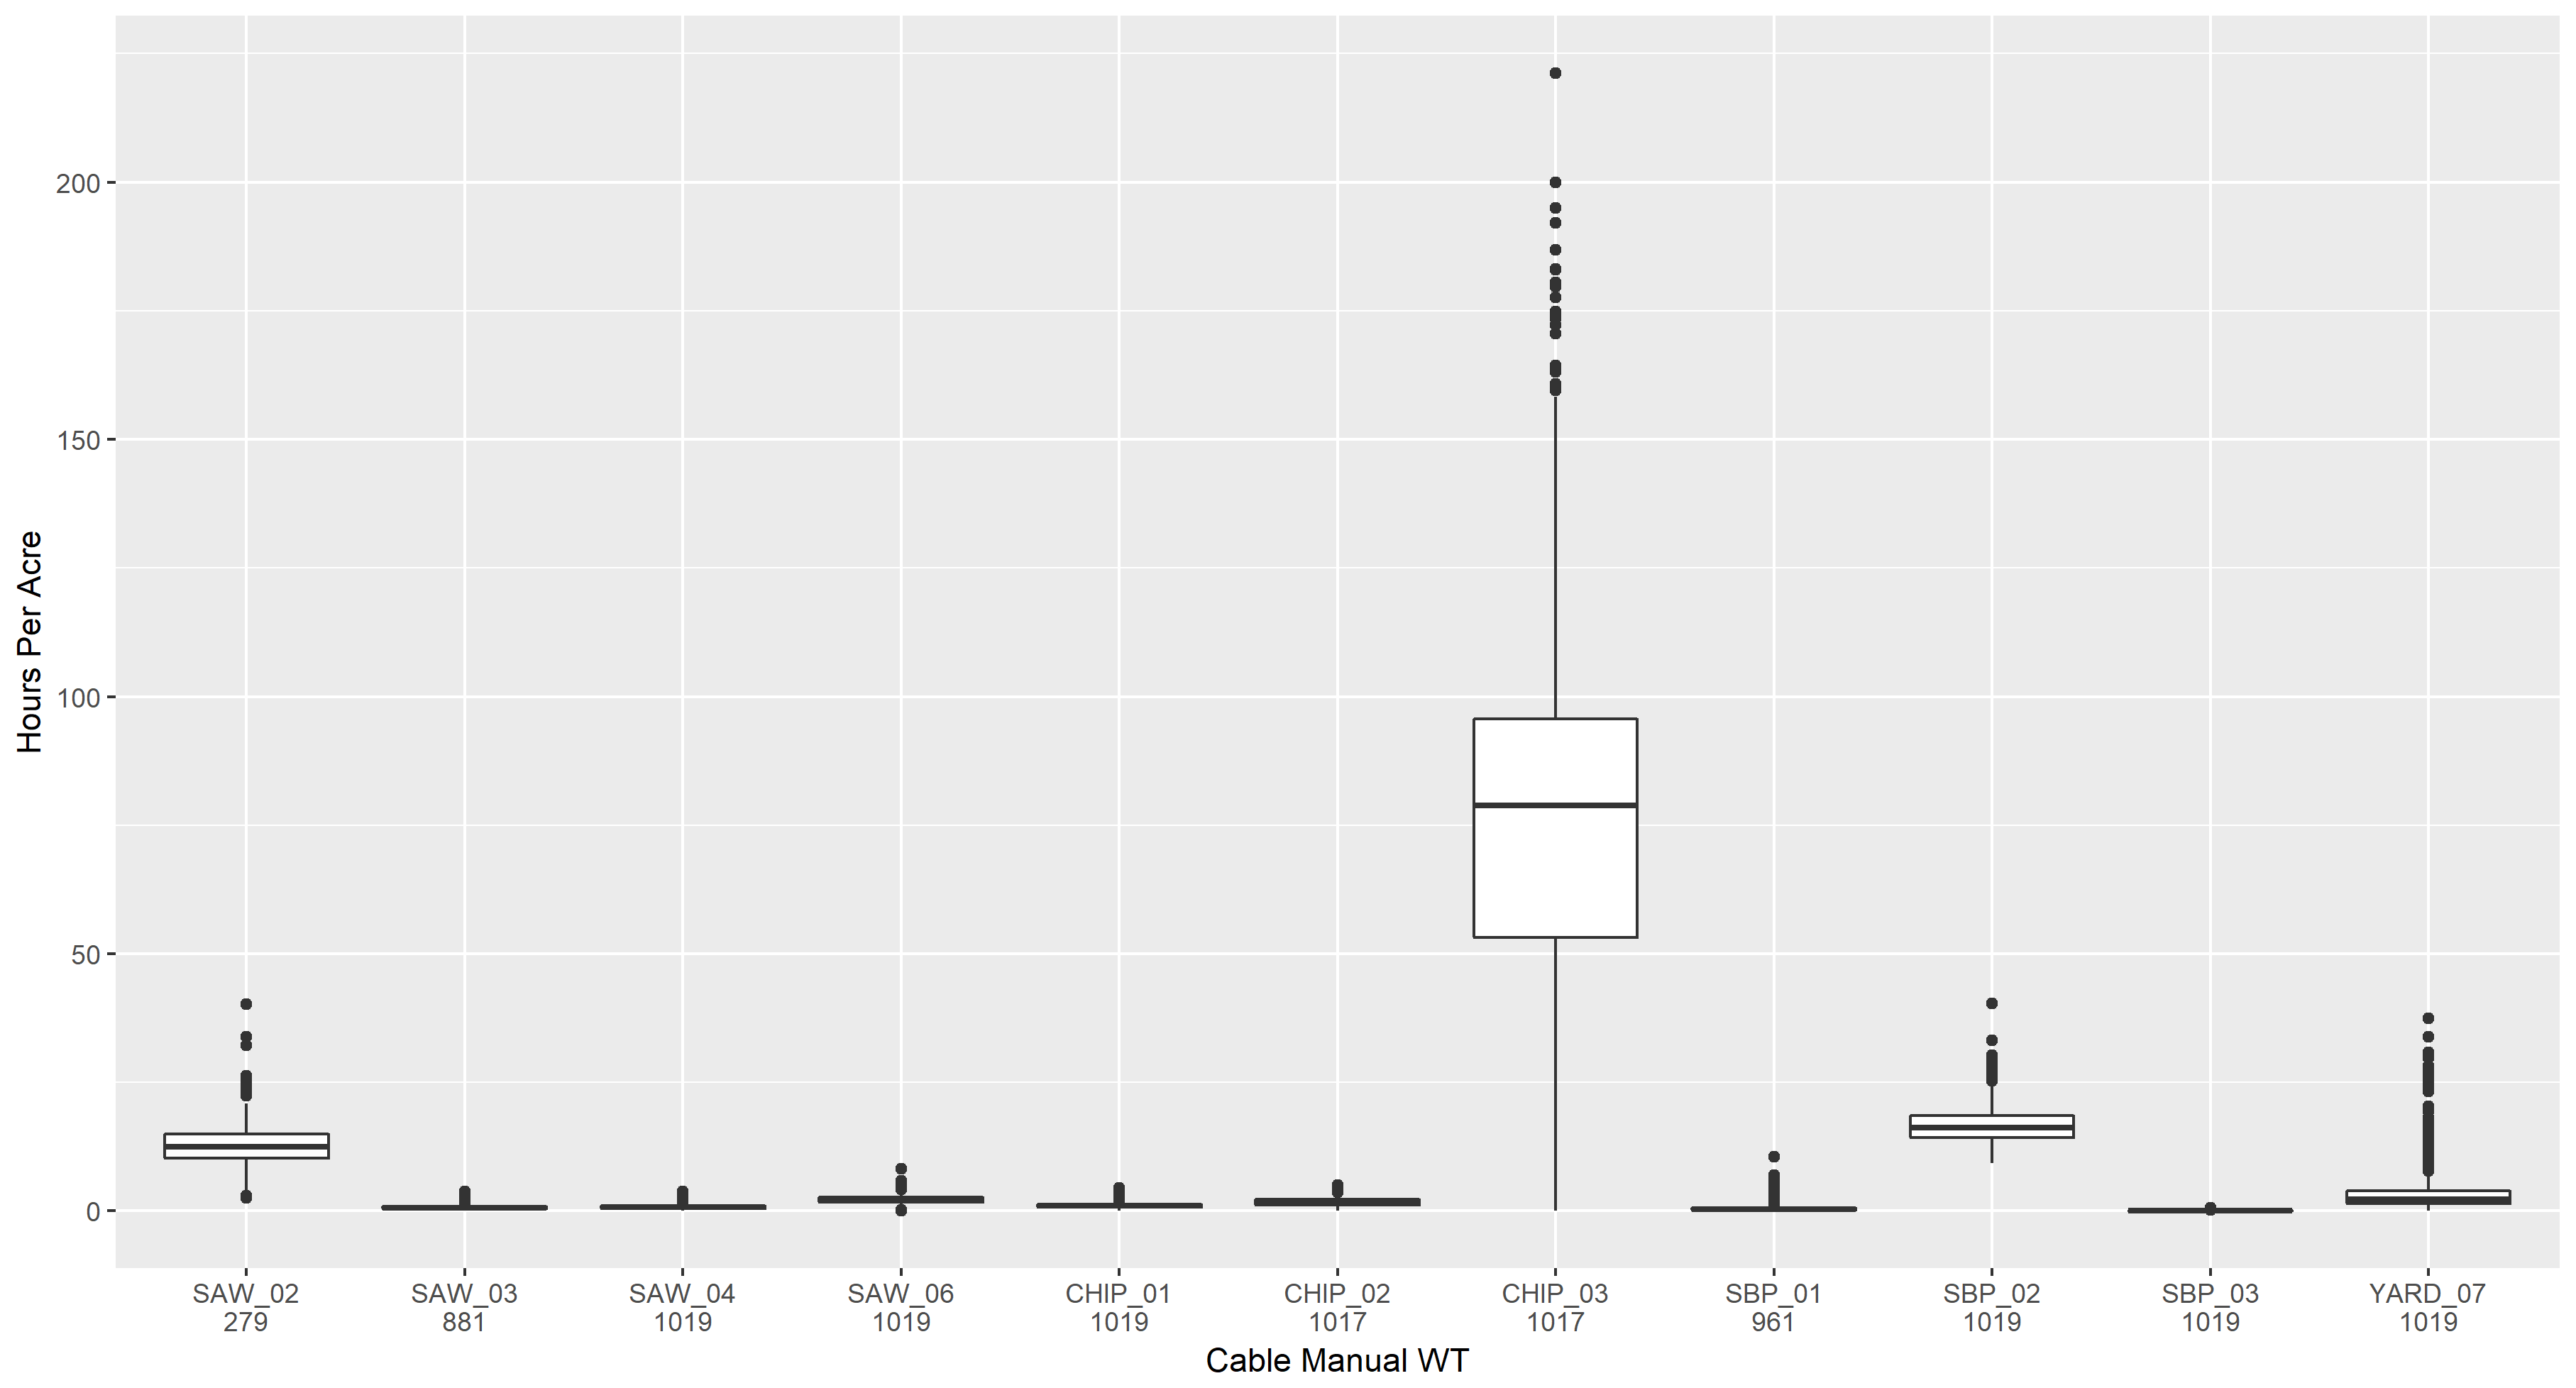 Hours Per Acre
200
150
100
50
0
SAW_02 SAW_03 SAW_04 SAW_06 CHIP_01 CHIP_02 CHIP_03 SBP_01 SBP_02 SBP_03 YARD_07
279 881 1019 1019 1019 1017 1017 961 1019 1019 1019
Cable Manual WT